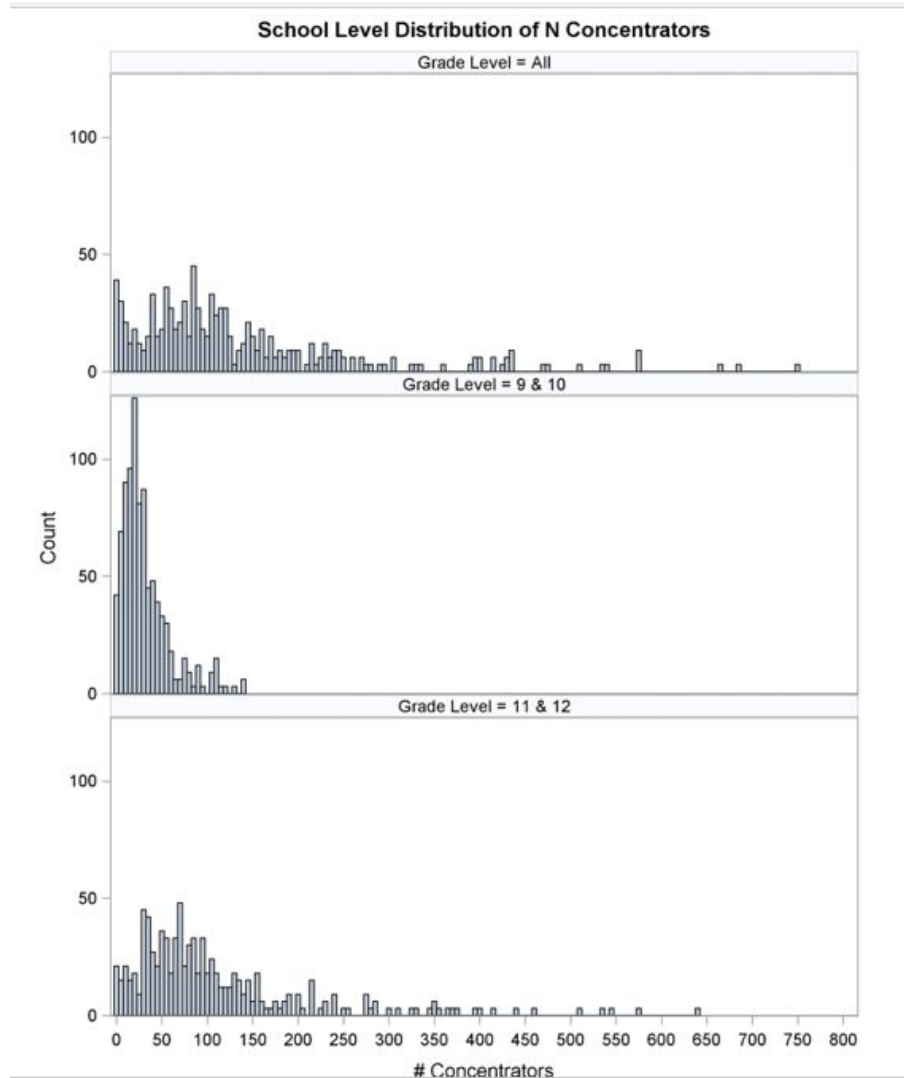 School Level Distribution of N Concentrators
Grade Level = All
100
50
0
Grade Level = 9 & 10
100
50
0
Count
Grade Level = 11 & 12
100
50
0
0 50 100 150 200 250 300 350 400 450 500 550 600 650 700 750 800
# Concentrators